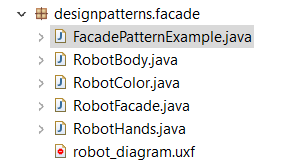 designpatterns.facade
FacadePatternExample.java
RobotBody.java
RobotColor.java
RobotFacade.java
RobotHands.java
robot_diagram.uxf